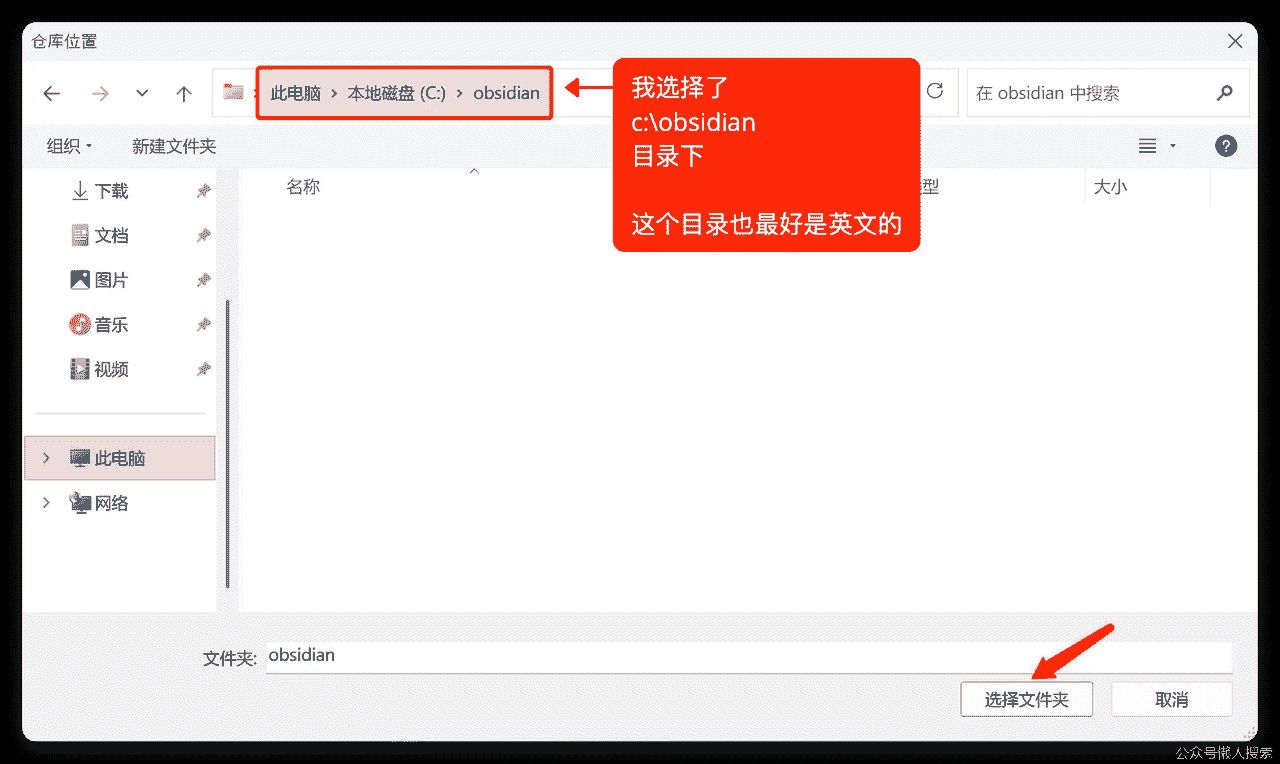 仓库位置
此电脑 › 本地磁盘 (C:) › obsidian
在 obsidian 中搜索
我选择了
c:\obsidian
目录下
这个目录也最好是英文的
组织
新建文件夹
名称
型
大小
下载
文档
图片
音乐
视频
此电脑
网络
文件夹:
obsidian
选择文件夹
取消
公众号懒人搜索